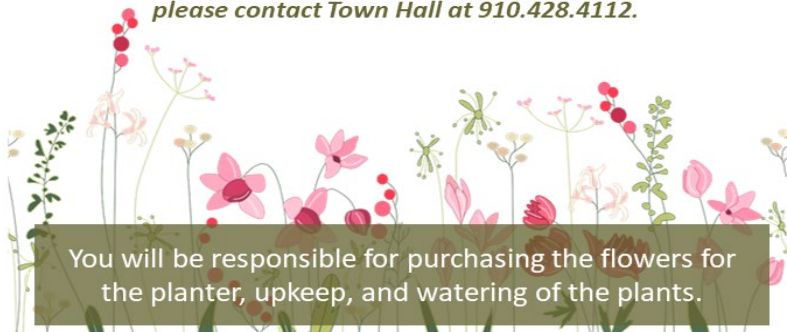 please contact Town Hall at 910.428.4112.
You will be responsible for purchasing the flowers for
the planter, upkeep, and watering of the plants.